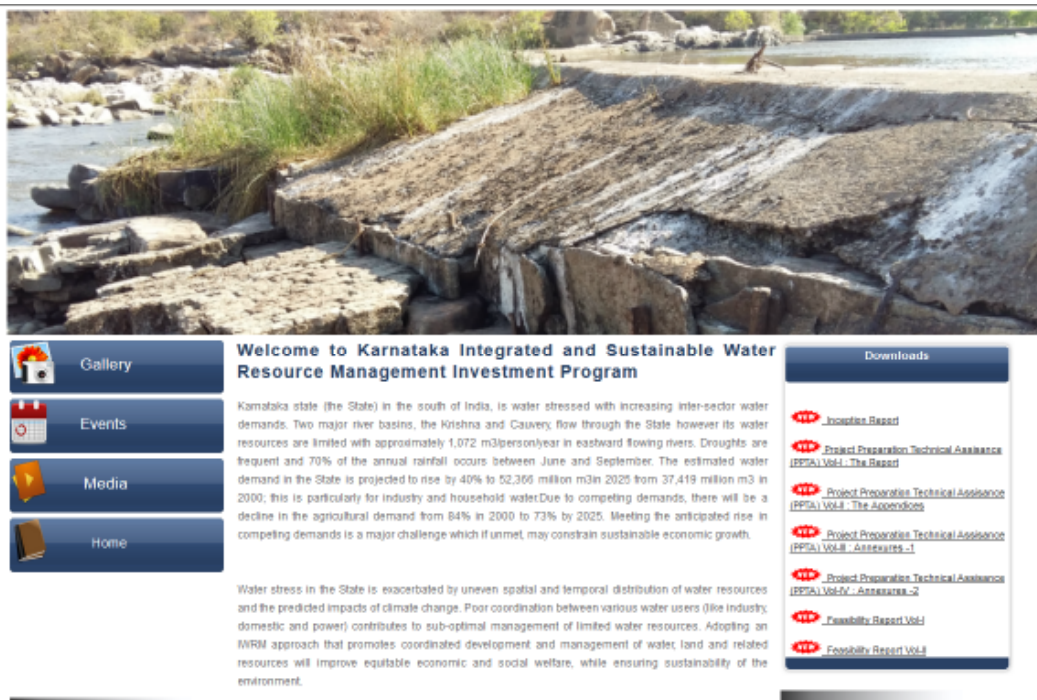 Gallery
Events
Media
Home
Welcome to Karnataka Integrated and Sustainable Water
Resource Management Investment Program
Karnataka state (the State) in the south of India, is water stressed with increasing inter-sector water
demands. Two major river basins, the Krishna and Cauvery, flow through the State however its water
resources are limited with approximately 1,072 m3/person/year in eastward flowing rivers. Droughts are
frequent and 70% of the annual rainfall occurs between June and September. The estimated water
demand in the State is projected to rise by 40% to 52,366 million m3in 2025 from 37,419 million m3 in
2000; this is particularly for industry and household water.Due to competing demands, there will be a
decline in the agricultural demand from 84% in 2000 to 73% by 2025. Meeting the anticipated rise in
competing demands is a major challenge which if unmet, may constrain sustainable economic growth.
Water stress in the State is exacerbated by uneven spatial and temporal distribution of water resources
and the predicted impacts of climate change. Poor coordination between various water users (like industry,
domestic and power) contributes to sub-optimal management of limited water resources. Adopting an
IWRM approach that promotes coordinated development and management of water, land and related
resources will improve equitable economic and social welfare, while ensuring sustainability of the
environment.
Downloads
NEW Inception Report
NEW Project Preparation Technical Assisance
(PPTA) Vol-I : The Report
NEW Project Preparation Technical Assisance
(PPTA) Vol-II : The Appendices
NEW Project Preparation Technical Assisance
(PPTA) Vol-III : Annexures -1
NEW Project Preparation Technical Assisance
(PPTA) Vol-IV : Annexures -2
NEW Feasibility Report Vol-I
NEW Feasibility Report Vol-II